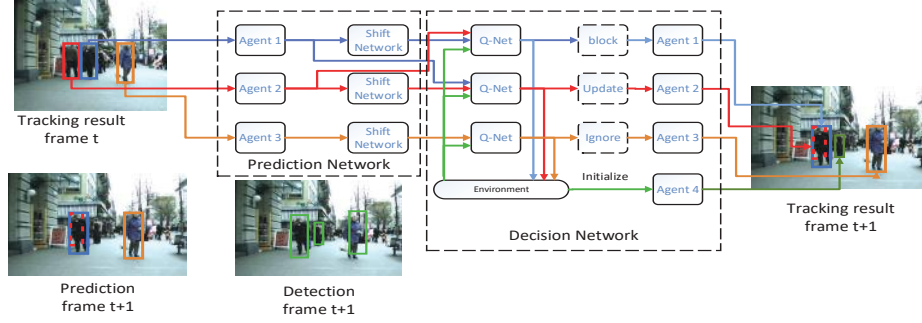 Agent 1
Shift
Network
Q-Net
block
Agent 1
Agent 2
Shift
Network
Q-Net
Update
Agent 2
Tracking result
frame t
Agent 3
Shift
Network
Q-Net
Ignore
Agent 3
Prediction Network
Environment
Initialize
Agent 4
Decision Network
Tracking result
frame t+1
Prediction
frame t+1
Detection
frame t+1